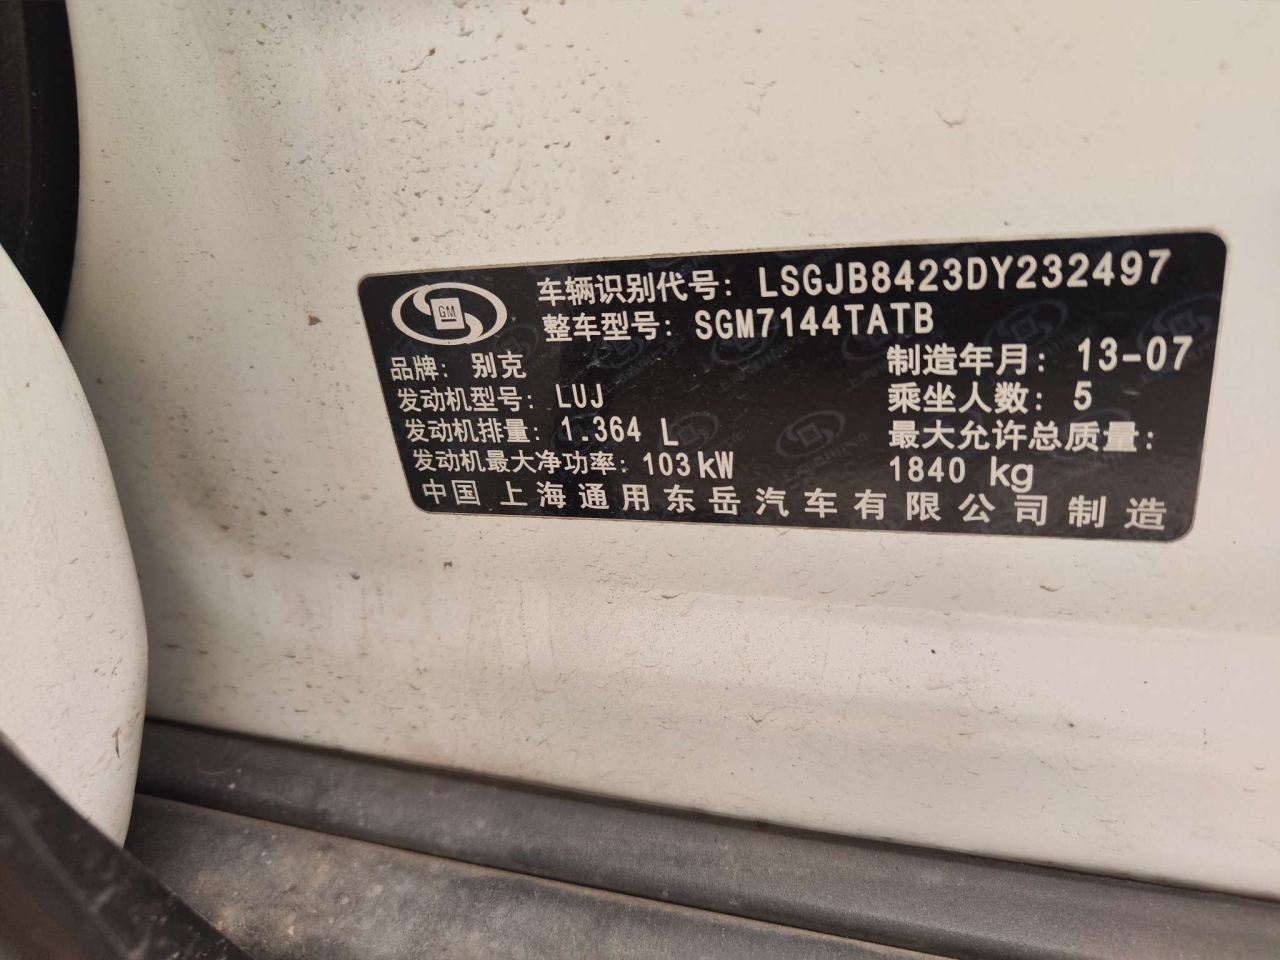 车辆识别代号: LSGJB8423DY232497
GM
整车型号: SGM7144TATB
品牌: 别克
制造年月: 13-07
发动机型号: LUJ
乘坐人数: 5
发动机排量: 1.364 L
最大允许总质量:
发动机最大净功率: 103kW
1840 kg
中国上海通用东岳汽车有限公司制造